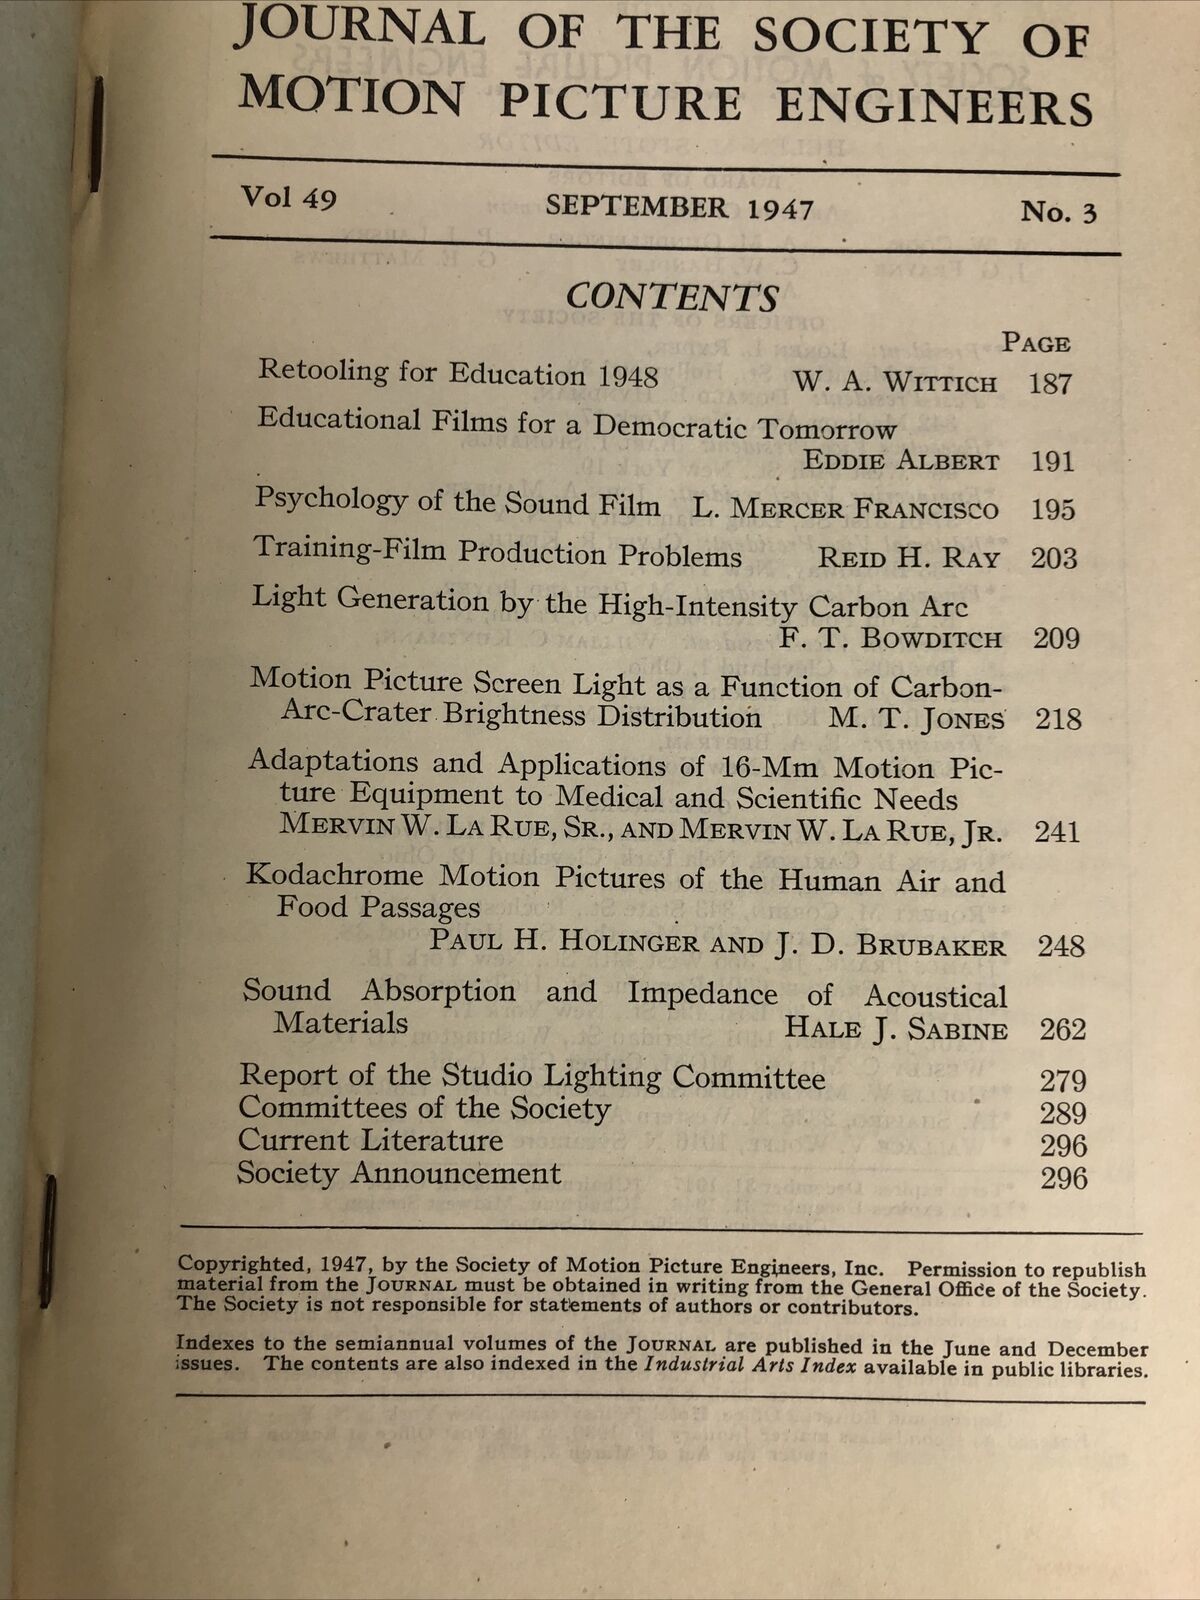 JOURNAL OF THE SOCIETY OF
MOTION PICTURE ENGINEERS
Vol 49 SEPTEMBER 1947 No. 3
CONTENTS
PAGE
Retooling for Education 1948 W. A. WITTICH 187
Educational Films for a Democratic Tomorrow
EDDIE ALBERT 191
Psychology of the Sound Film L. MERCER FRANCISCO 195
Training-Film Production Problems REID H. RAY 203
Light Generation by the High-Intensity Carbon Arc
F. T. BOWDITCH 209
Motion Picture Screen Light as a Function of Carbon-
Arc-Crater Brightness Distribution M. T. JONES 218
Adaptations and Applications of 16-Mm Motion Pic-
ture Equipment to Medical and Scientific Needs
MERVIN W. LA RUE, SR., AND MERVIN W. LA RUE, JR. 241
Kodachrome Motion Pictures of the Human Air and
Food Passages
PAUL H. HOLINGER AND J. D. BRUBAKER 248
Sound Absorption and Impedance of Acoustical
Materials HALE J. SABINE 262
Report of the Studio Lighting Committee 279
Committees of the Society 289
Current Literature 296
Society Announcement 296
Copyrighted, 1947, by the Society of Motion Picture Engineers, Inc. Permission to republish
material from the JOURNAL must be obtained in writing from the General Office of the Society.
The Society is not responsible for statements of authors or contributors.
Indexes to the semiannual volumes of the JOURNAL are published in the June and December
issues. The contents are also indexed in the Industrial Arts Index available in public libraries.